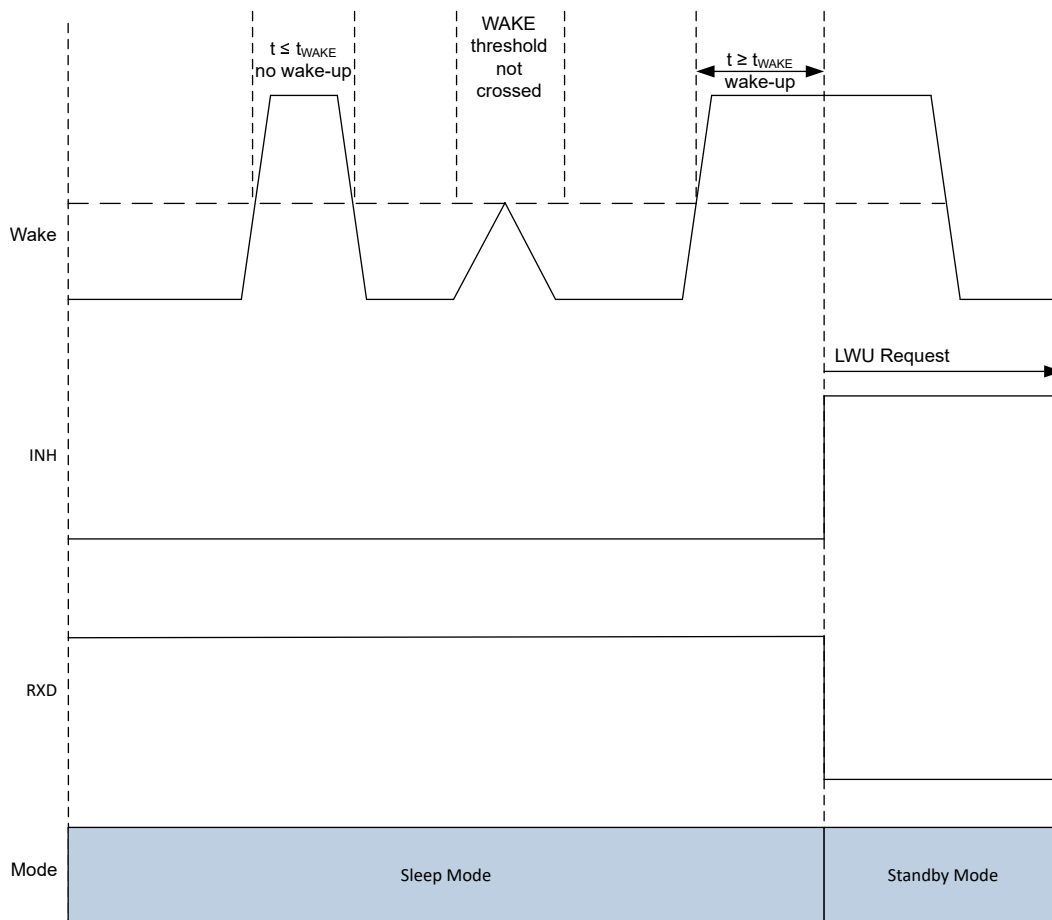 t ≤ tWAKE
no wake-up
WAKE
threshold
not
crossed
t ≥ tWAKE
wake-up
Wake
LWU Request
INH
RXD
Mode
Sleep Mode
Standby Mode